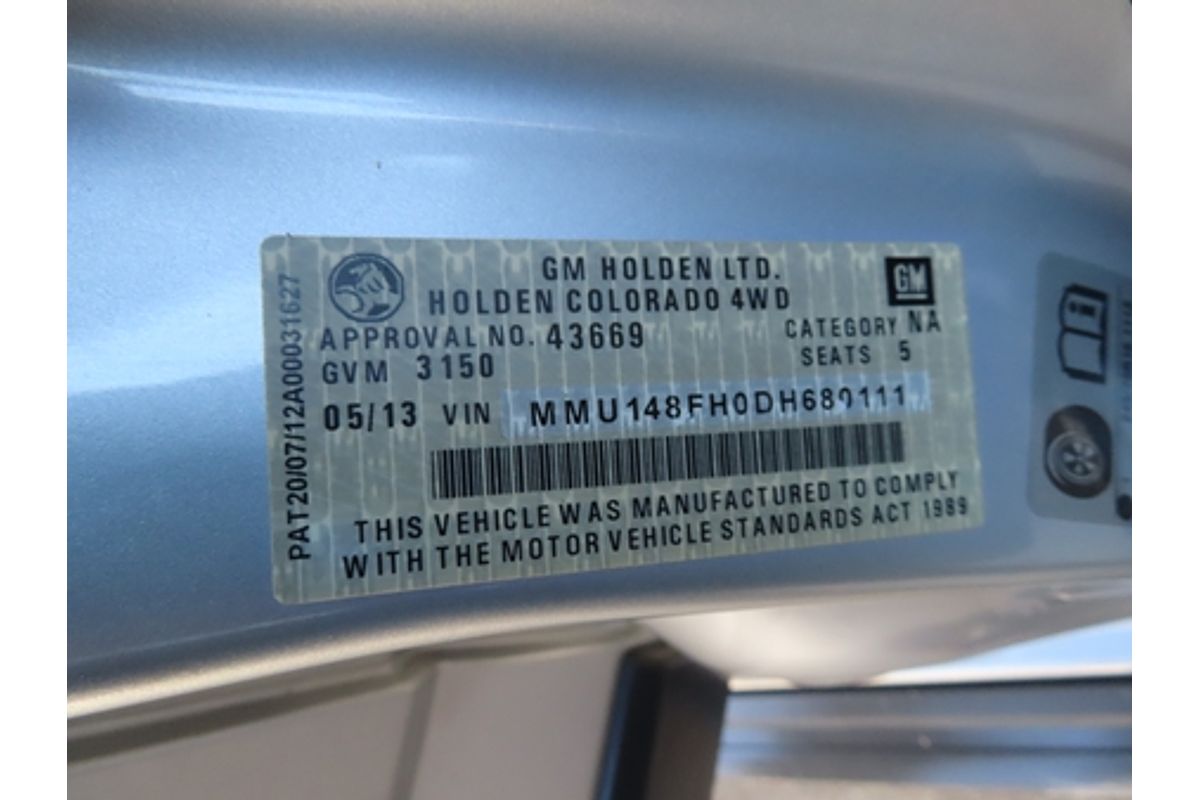 GM HOLDEN LTD.
GM
HOLDEN COLORADO 4WD
APPROVAL NO. 43669
CATEGORY NA
GVM 3150
SEATS 5
05/13 VIN MMU148FH0DH680111
THIS VEHICLE WAS MANUFACTURED TO COMPLY
WITH THE MOTOR VEHICLE STANDARDS ACT 1989
PAT20/07/12A00031627